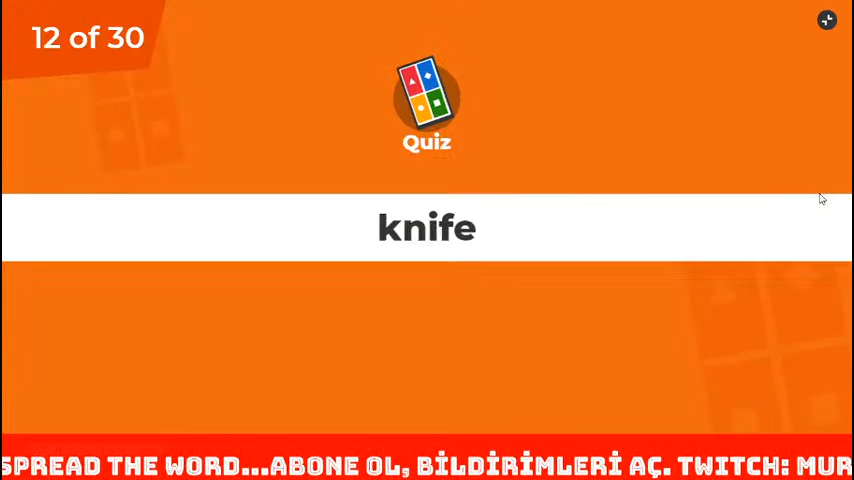 12 of 30
Quiz
knife
SPREAD THE WORD...ABONE OL, BİLDİRİMLERİ AÇ. TWITCH: MUR